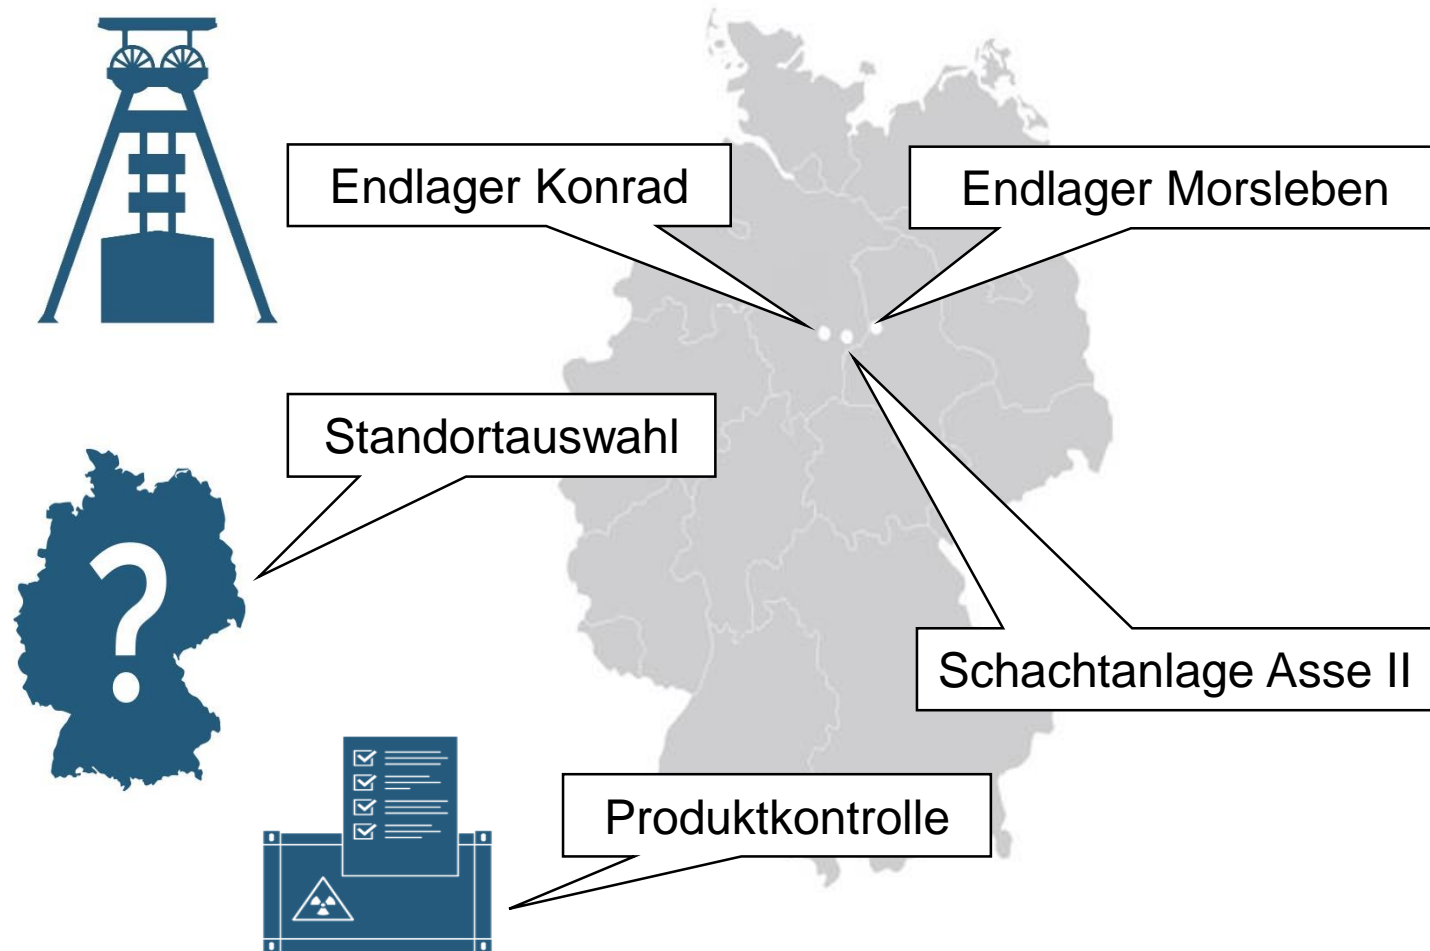 Endlager Konrad
Endlager Morsleben
Standortauswahl
?
Schachtanlage Asse II
Produktkontrolle